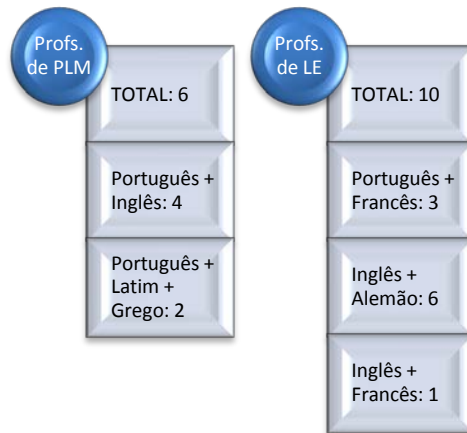 Profs.
de PLM
TOTAL: 6
Português +
Inglês: 4
Português +
Latim +
Grego: 2
Profs.
de LE
TOTAL: 10
Português +
Francês: 3
Inglês +
Alemão: 6
Inglês +
Francês: 1